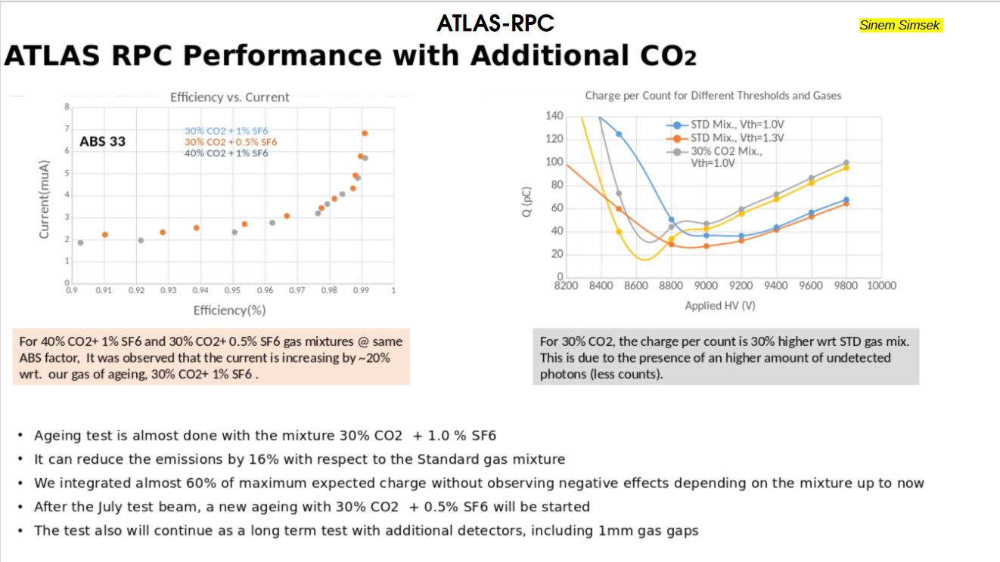 ATLAS-RPC
Sinem Simsek
ATLAS RPC Performance with Additional CO2
Efficiency vs. Current
8
7
6
5
4
3
2
1
0
Current(muA)
ABS 33
30% CO2 + 1% SF6
30% CO2 + 0.5% SF6
40% CO2 + 1% SF6
0.9 0.91 0.92 0.93 0.94 0.95 0.96 0.97 0.98 0.99 1
Efficiency(%)
Charge per Count for Different Thresholds and Gases
140
120
100
80
60
40
20
0
Q (pC)
STD Mix., Vth=1.0V
STD Mix., Vth=1.3V
30% CO2 Mix.,
Vth=1.0V
8200 8400 8600 8800 9000 9200 9400 9600 9800 10000
Applied HV (V)
For 40% CO2+ 1% SF6 and 30% CO2+ 0.5% SF6 gas mixtures @ same
ABS factor, It was observed that the current is increasing by ~20%
wrt. our gas of ageing, 30% CO2+ 1% SF6 .
For 30% CO2, the charge per count is 30% higher wrt STD gas mix.
This is due to the presence of an higher amount of undetected
photons (less counts).
• Ageing test is almost done with the mixture 30% CO2 + 1.0 % SF6
• It can reduce the emissions by 16% with respect to the Standard gas mixture
• We integrated almost 60% of maximum expected charge without observing negative effects depending on the mixture up to now
• After the July test beam, a new ageing with 30% CO2 + 0.5% SF6 will be started
• The test also will continue as a long term test with additional detectors, including 1mm gas gaps